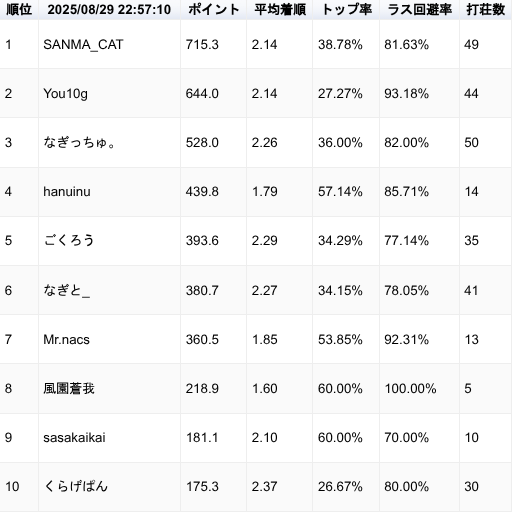 順位 2025/08/29 22:57:10 ポイント 平均着順 トップ率 ラス回避率 打荘数
1 SANMA_CAT 715.3 2.14 38.78% 81.63% 49
2 You10g 644.0 2.14 27.27% 93.18% 44
3 なぎっちゅ。 528.0 2.26 36.00% 82.00% 50
4 hanuinu 439.8 1.79 57.14% 85.71% 14
5 ごくろう 393.6 2.29 34.29% 77.14% 35
6 なぎと_ 380.7 2.27 34.15% 78.05% 41
7 Mr.nacs 360.5 1.85 53.85% 92.31% 13
8 風園蒼我 218.9 1.60 60.00% 100.00% 5
9 sasakaikai 181.1 2.10 60.00% 70.00% 10
10 くらげぱん 175.3 2.37 26.67% 80.00% 30